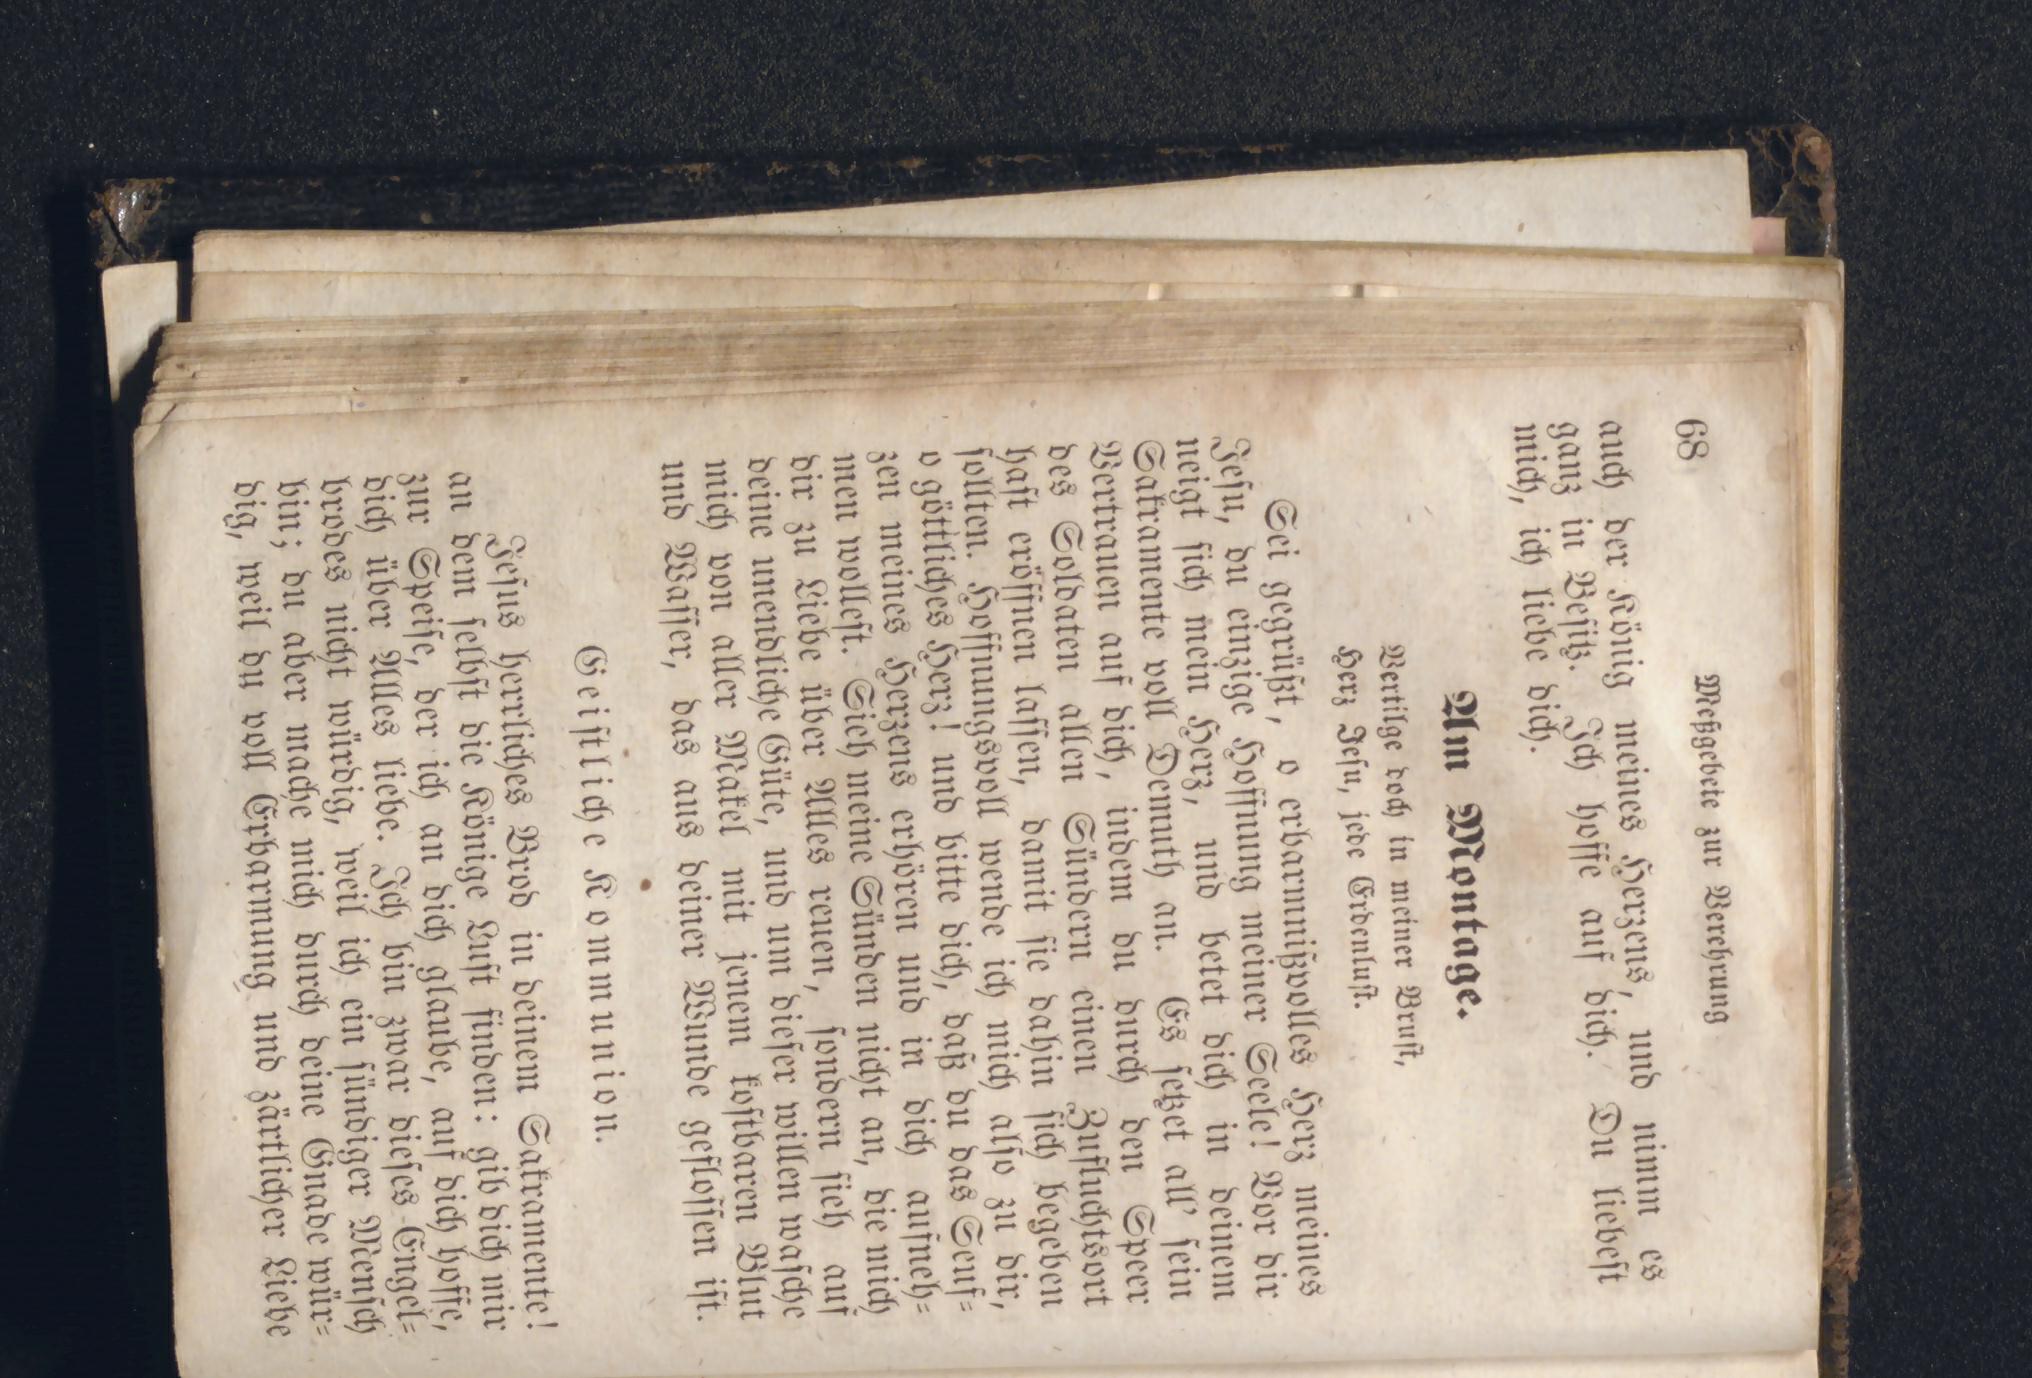 68
Meßgebete zur Verehrung
auch der König meines Herzens, und nimm es
ganz in Besitz. Ich hoffe auf dich. Du liebest
mich, ich liebe dich.
Am Montage.
Vertilge doch in meiner Brust,
Herz Jesu, jede Erdenlust.
Sei gegrüßt, o erbarmnißvolles Herz meines
Jesu, du einzige Hoffnung meiner Seele! Vor dir
neigt sich mein Herz, und betet dich in deinem
Sakramente voll Demuth an. Es setzet all' sein
Vertrauen auf dich, indem du durch den Speer
des Soldaten allen Sündern einen Zufluchtsort
hast eröffnen lassen, damit sie dahin sich begeben
sollten. Hoffnungsvoll wende ich mich also zu dir,
o göttliches Herz! und bitte dich, daß du das Seuf-
zen meines Herzens erhören und in dich aufneh-
men wollest. Sieh meine Sünden nicht an, die mich
dir zu Liebe über Alles reuen, sondern sieh auf
deine unendliche Güte, und um dieser willen wasche
mich von aller Makel mit jenem kostbaren Blut
und Wasser, das aus deiner Wunde geflossen ist.
Geistliche Kommunion.
Jesus herrliches Brod in deinem Sakramente!
an dem selbst die Könige Lust finden: gib dich mir
zur Speise, der ich an dich glaube, auf dich hoffe,
dich über Alles liebe. Ich bin zwar dieses Engel-
brodes nicht würdig, weil ich ein sündiger Mensch
bin; du aber mache mich durch deine Gnade wür-
dig, weil du voll Erbarmung und zärtlicher Liebe